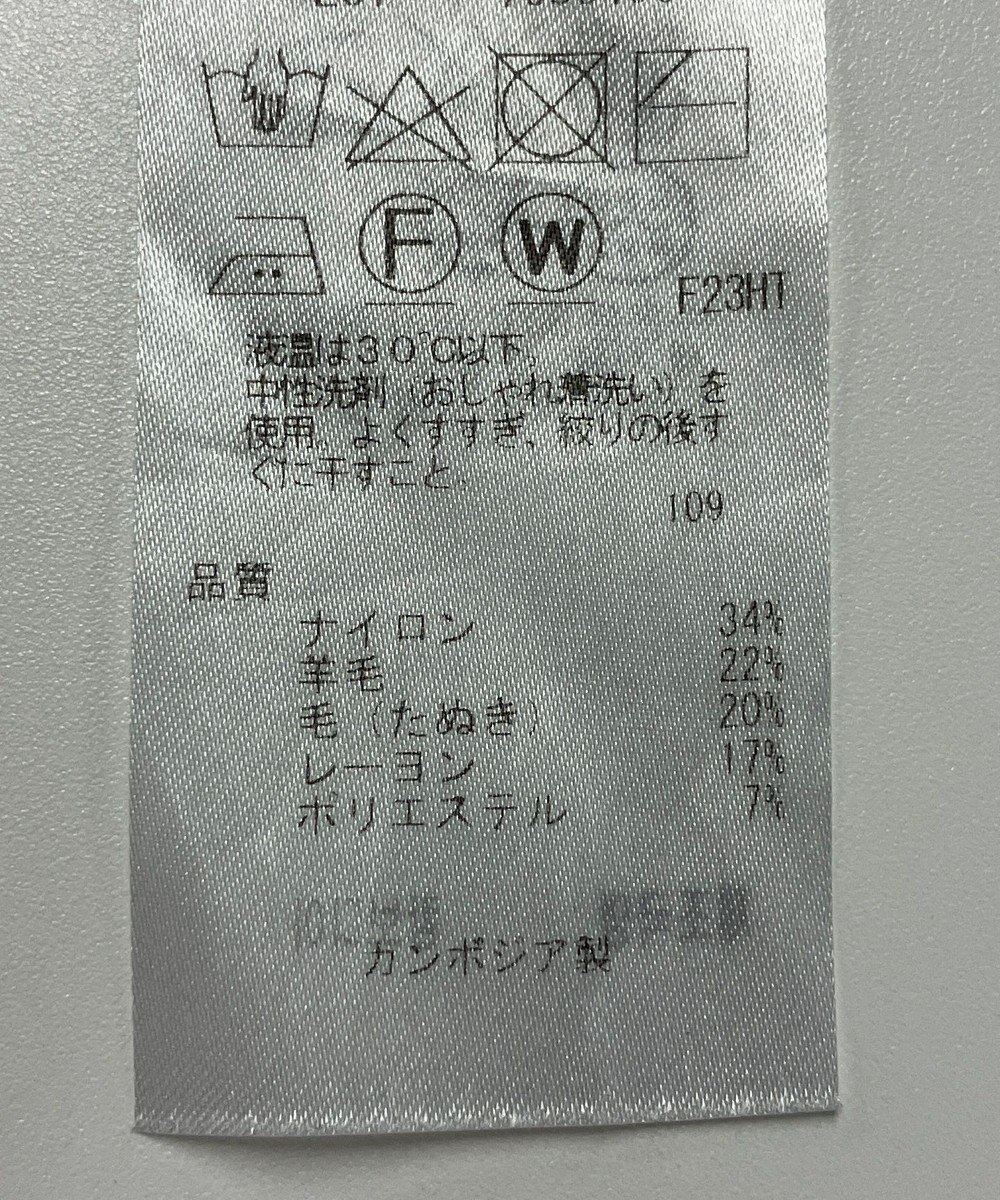 F
W
F23HT
液温は30℃以下。
中性洗剤(おしゃれ着洗い)を
使用、よくすすぎ、絞りの後す
ぐに干すこと。
109
品質
ナイロン 34%
羊毛 22%
毛(たぬき) 20%
レーヨン 17%
ポリエステル 7%
カンボジア製